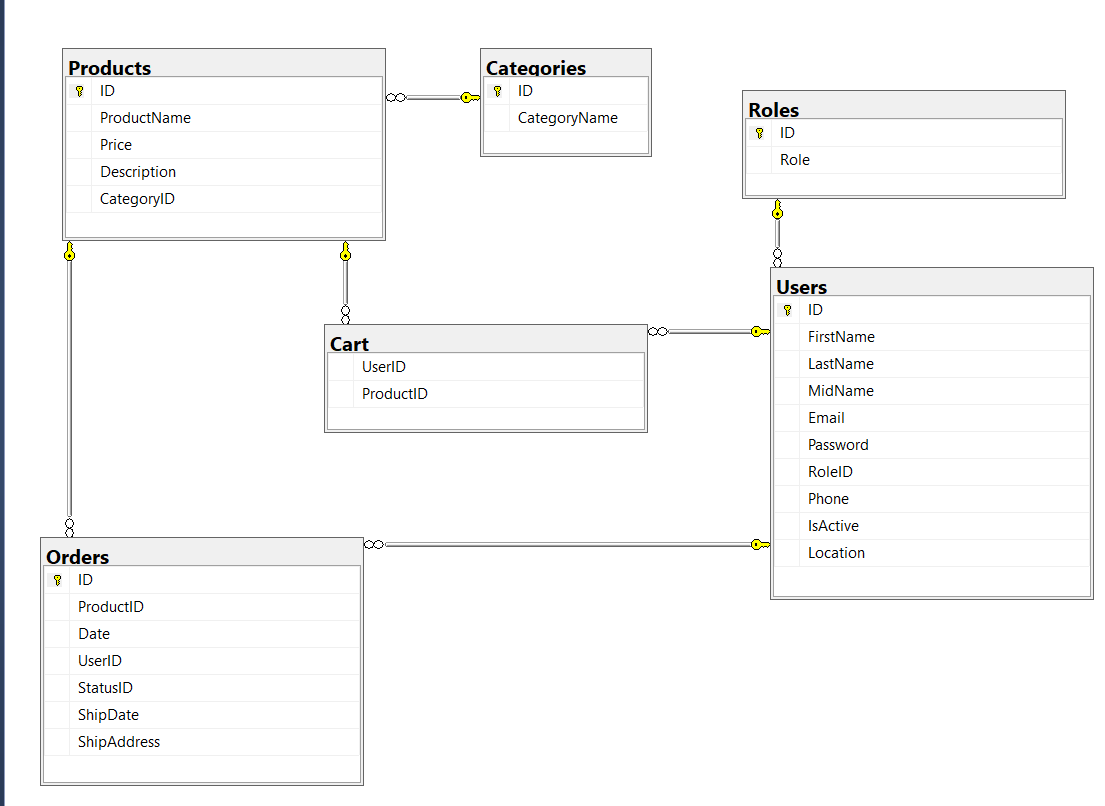 Products
ID
ProductName
Price
Description
CategoryID
Categories
ID
CategoryName
Roles
ID
Role
Cart
UserID
ProductID
Users
ID
FirstName
LastName
MidName
Email
Password
RoleID
Phone
IsActive
Location
Orders
ID
ProductID
Date
UserID
StatusID
ShipDate
ShipAddress